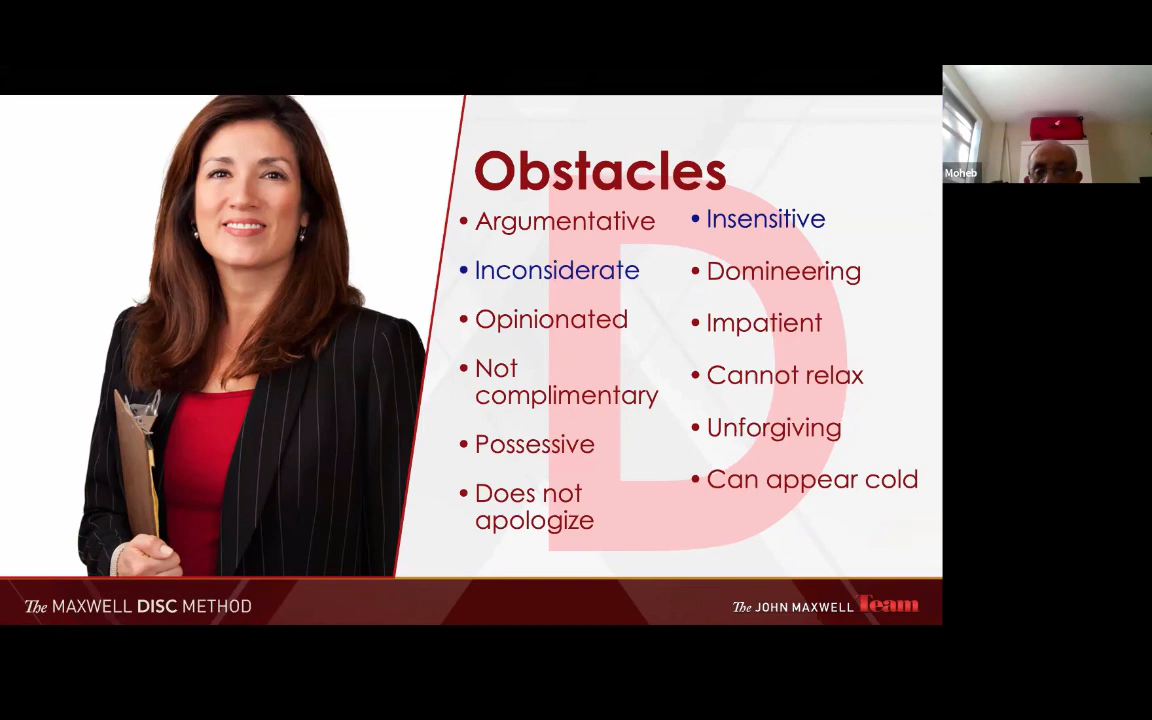 Obstacles
• Argumentative
• Inconsiderate
• Opinionated
• Not
complimentary
• Possessive
• Does not
apologize
• Insensitive
• Domineering
• Impatient
• Cannot relax
• Unforgiving
• Can appear cold
D
The MAXWELL DISC METHOD
The JOHN MAXWELL Team
Moheb